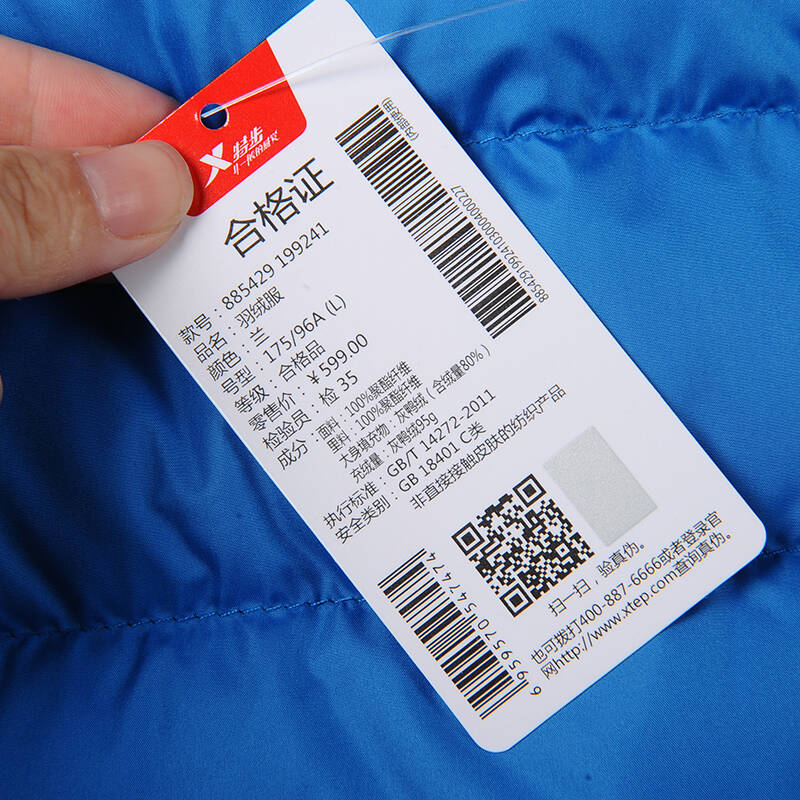 特步
合格证
款号：885429 199241
品名：羽绒服
颜色：兰
号型：175/96A (L)
等级：合格品
零售价：￥599.00
检验员：检 35
成分：面料：100%聚酯纤维
里料：100%聚酯纤维
大身填充物：灰鸭绒（含绒量80%）
充绒量：灰鸭绒95g
执行标准：GB/T 14272-2011
安全类别：GB 18401 C类
非直接接触皮肤的纺织产品
(内部使用)
8854291992410300040027
扫一扫，验真伪。
也可拨打400-887-6666或者登录官
网http://www.xtep.com查询真伪。